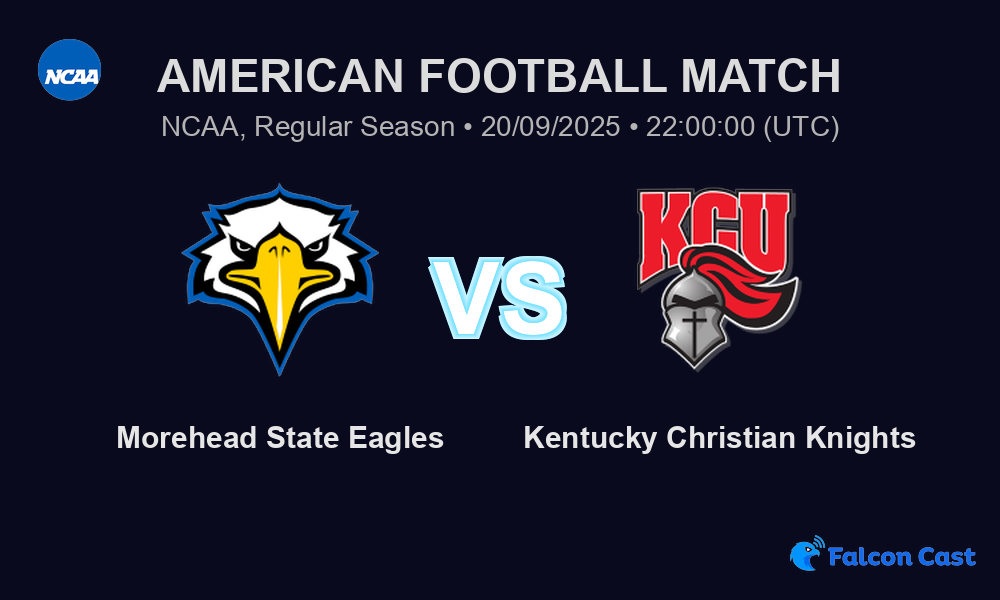 NCAA
AMERICAN FOOTBALL MATCH
NCAA, Regular Season • 20/09/2025 • 22:00:00 (UTC)
KCU
VS
Morehead State Eagles
Kentucky Christian Knights
Falcon Cast